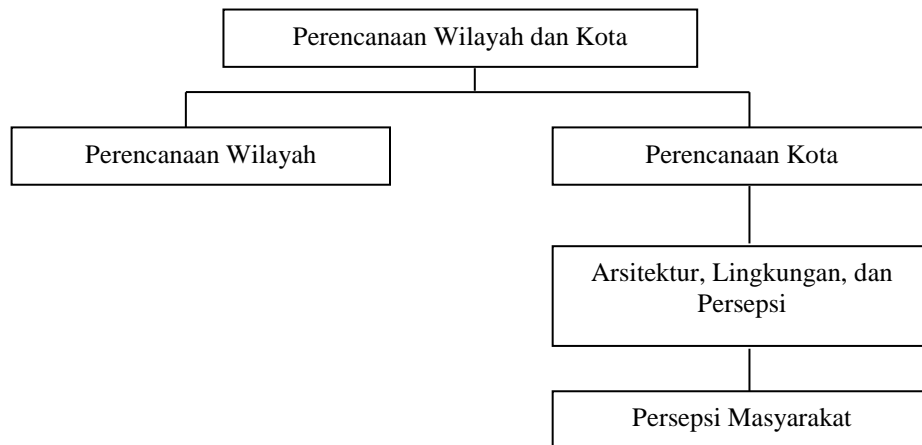 Perencanaan Wilayah dan Kota
Perencanaan Wilayah
Perencanaan Kota
Arsitektur, Lingkungan, dan
Persepsi
Persepsi Masyarakat